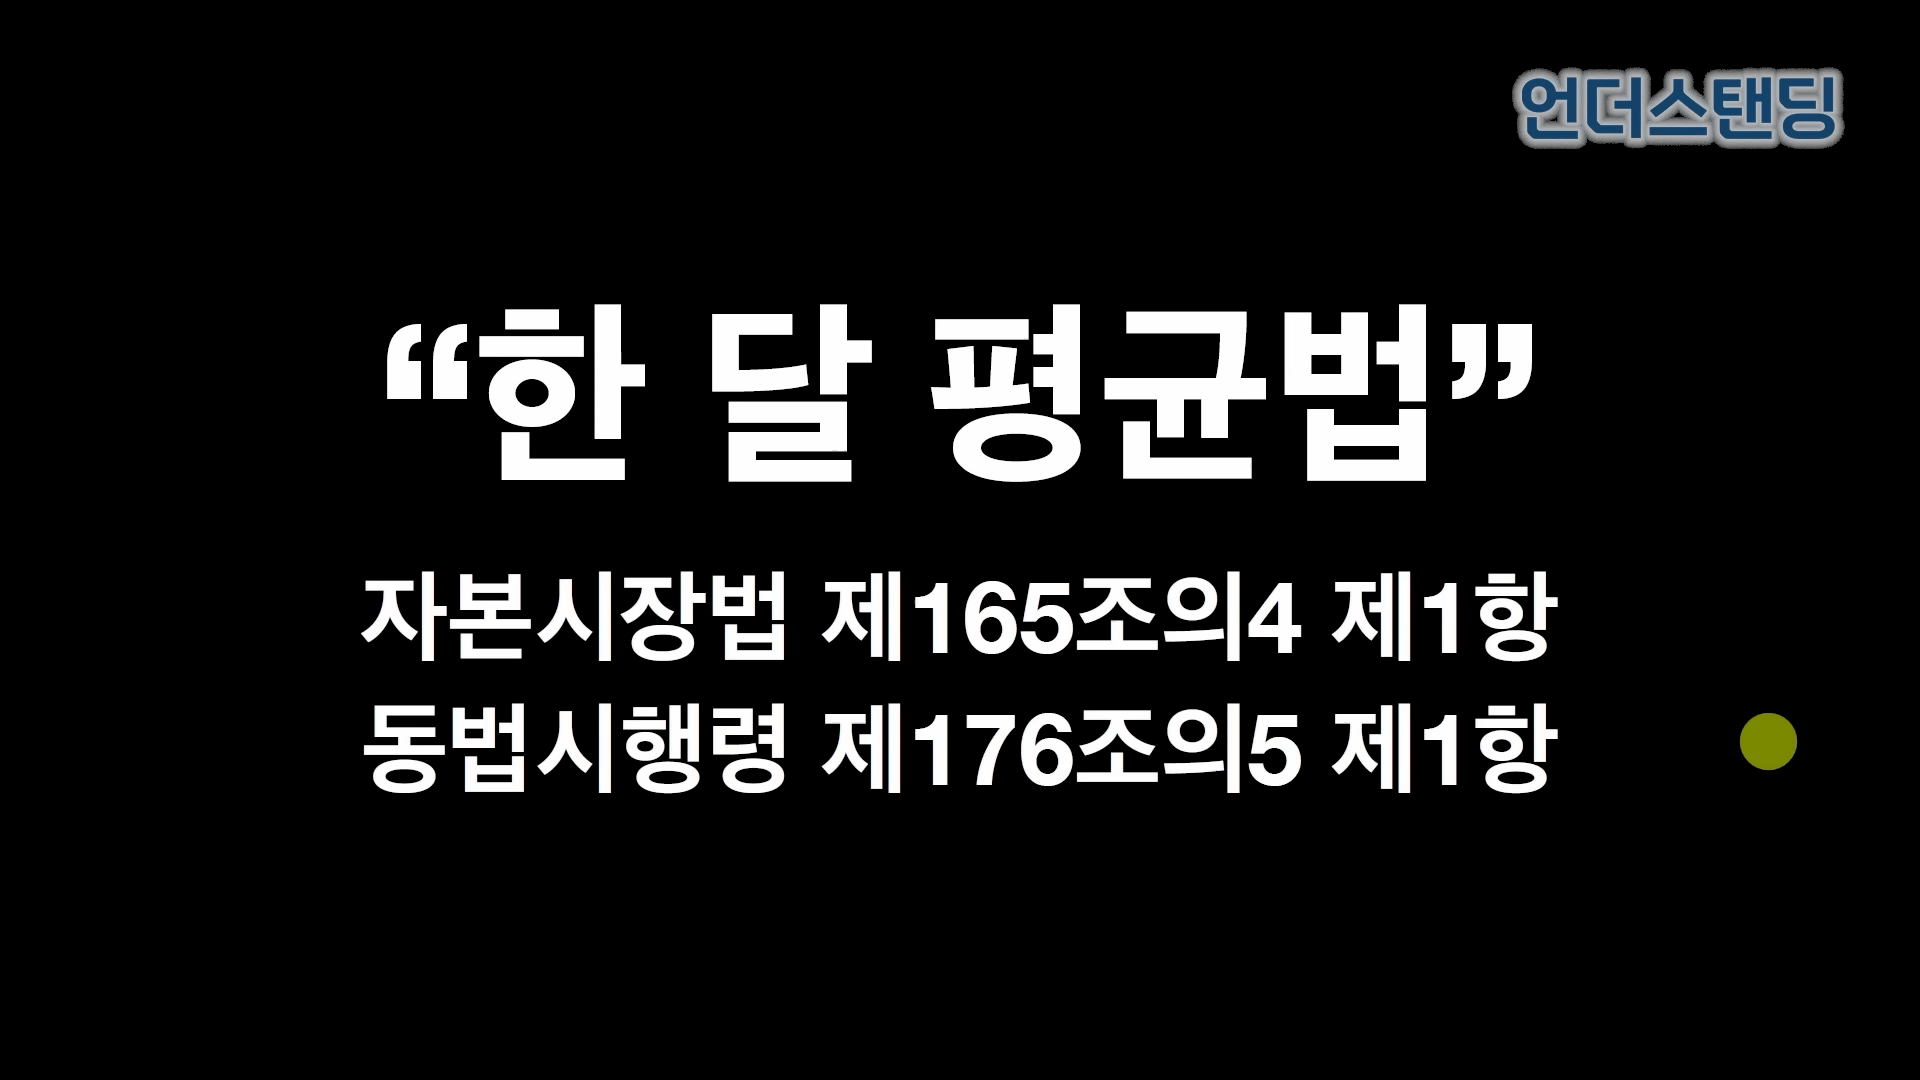 언더스탠딩
“한 달 평균법”
자본시장법 제165조의4 제1항
동법시행령 제176조의5 제1항